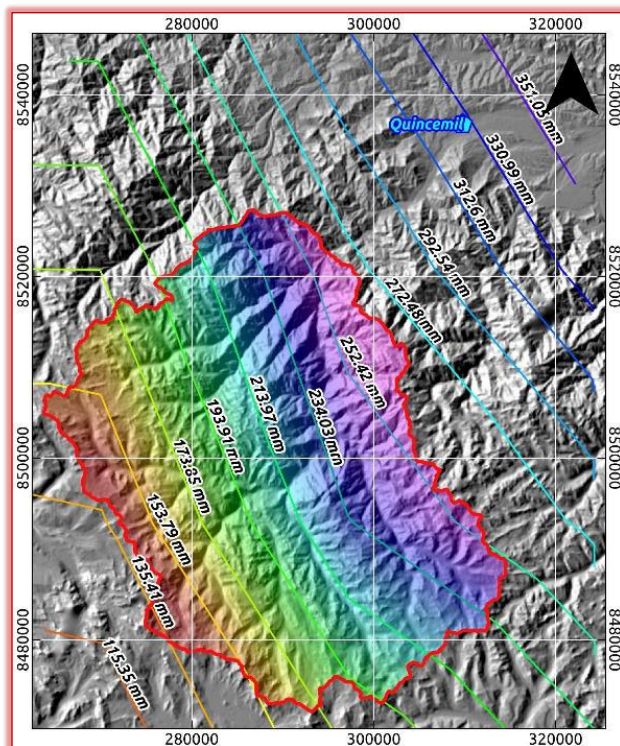 280000 300000 320000
8540000
8540000
Quincemil
351.05 mm
330.99 mm
312.6 mm
292.54 mm
272.48 mm
8520000
8520000
252.42 mm
234.03 mm
213.97 mm
193.91 mm
173.85 mm
8500000
8500000
153.79 mm
135.41 mm
115.35 mm
8480000
8480000
280000 300000 320000